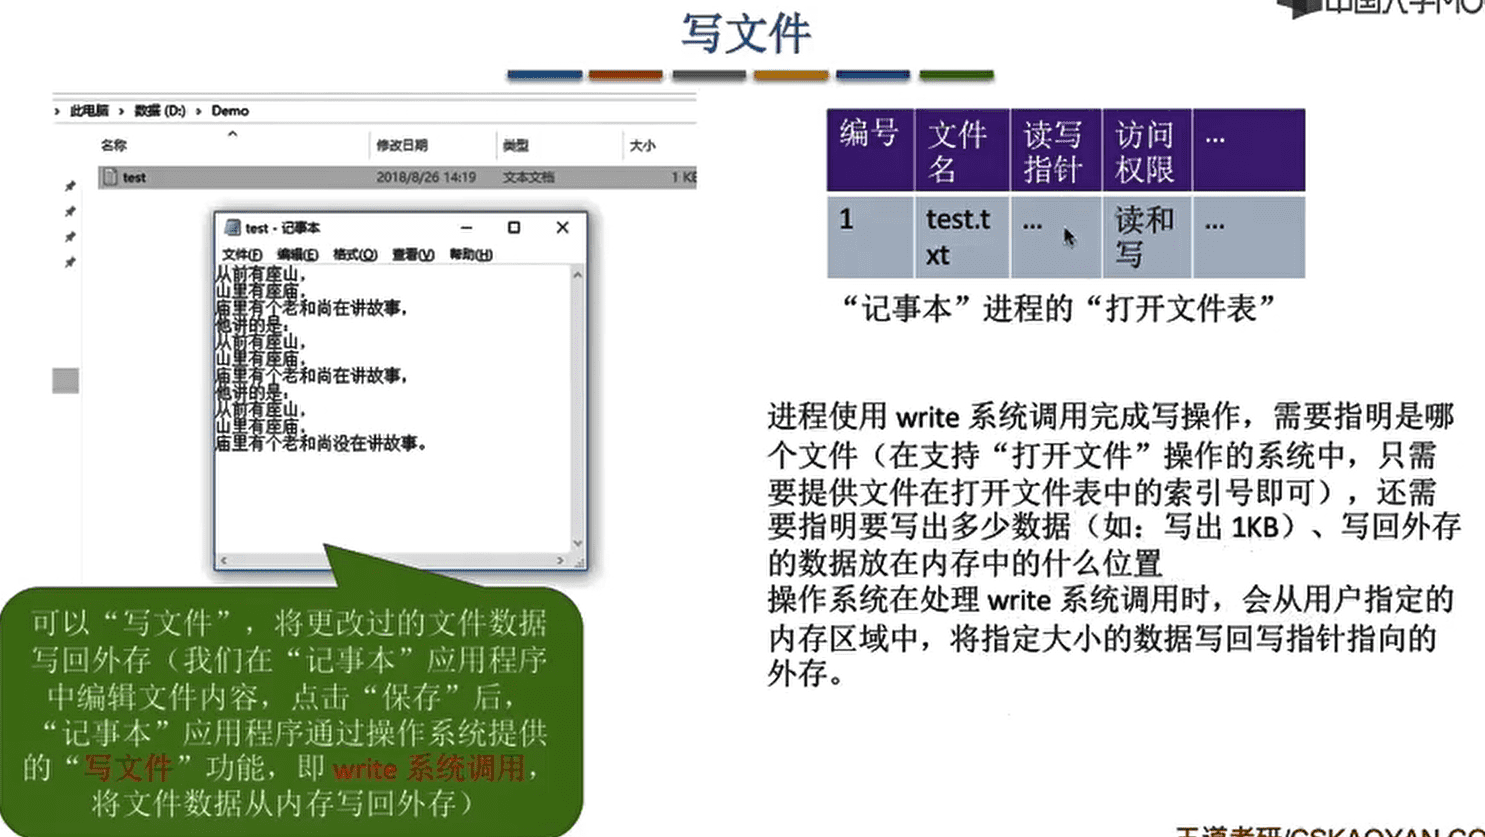 写文件
此电脑 › 数据 (D:) › Demo
名称 修改日期 类型 大小
test 2018/8/26 14:19 文本文档 1 KB
test - 记事本
文件(F) 编辑(E) 格式(O) 查看(V) 帮助(H)
从前有座山,
山里有座庙,
庙里有个老和尚在讲故事,
他讲的是:
从前有座山,
山里有座庙,
庙里有个老和尚在讲故事,
他讲的是:
从前有座山,
山里有座庙,
庙里有个老和尚没在讲故事。
可以“写文件”,将更改过的文件数据
写回外存(我们在“记事本”应用程序
中编辑文件内容,点击“保存”后,
“记事本”应用程序通过操作系统提供
的“写文件”功能,即 write 系统调用,
将文件数据从内存写回外存)
编号 文件名 读写指针 访问权限 ...
1 test.txt ... 读和写 ...
“记事本”进程的“打开文件表”
进程使用 write 系统调用完成写操作,需要指明是哪
个文件(在支持“打开文件”操作的系统中,只需
要提供文件在打开文件表中的索引号即可),还需
要指明要写出多少数据(如:写出 1KB)、写回外存
的数据放在内存中的什么位置
操作系统在处理 write 系统调用时,会从用户指定的
内存区域中,将指定大小的数据写回写指针指向的
外存。